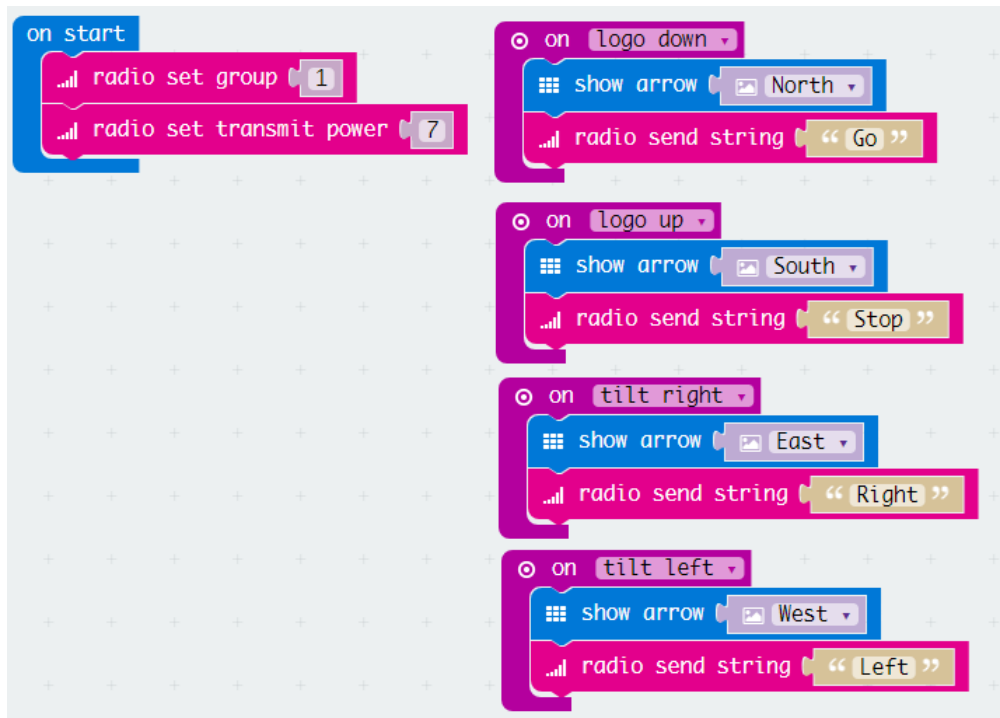 on start
radio set group 1
radio set transmit power 7
on logo down
show arrow North
radio send string “ Go ”
on logo up
show arrow South
radio send string “ Stop ”
on tilt right
show arrow East
radio send string “ Right ”
on tilt left
show arrow West
radio send string “ Left ”